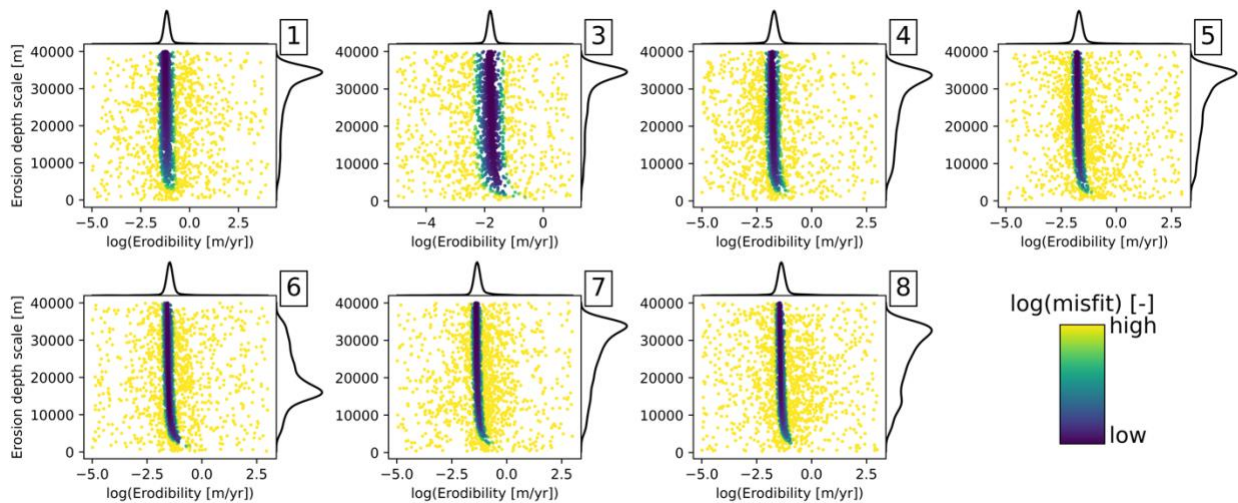 1
3
4
5
Erosion depth scale [m]
40000
30000
20000
10000
0
−5.0 −2.5 0.0 2.5
log(Erodibility [m/yr])
40000
30000
20000
10000
0
−4 −2 0
log(Erodibility [m/yr])
40000
30000
20000
10000
0
−5.0 −2.5 0.0 2.5
log(Erodibility [m/yr])
40000
30000
20000
10000
0
−5.0 −2.5 0.0 2.5
log(Erodibility [m/yr])
6
7
8
Erosion depth scale [m]
40000
30000
20000
10000
0
−5.0 −2.5 0.0 2.5
log(Erodibility [m/yr])
40000
30000
20000
10000
0
−5.0 −2.5 0.0 2.5
log(Erodibility [m/yr])
40000
30000
20000
10000
0
−5.0 −2.5 0.0 2.5
log(Erodibility [m/yr])
log(misfit) [-]
high
low